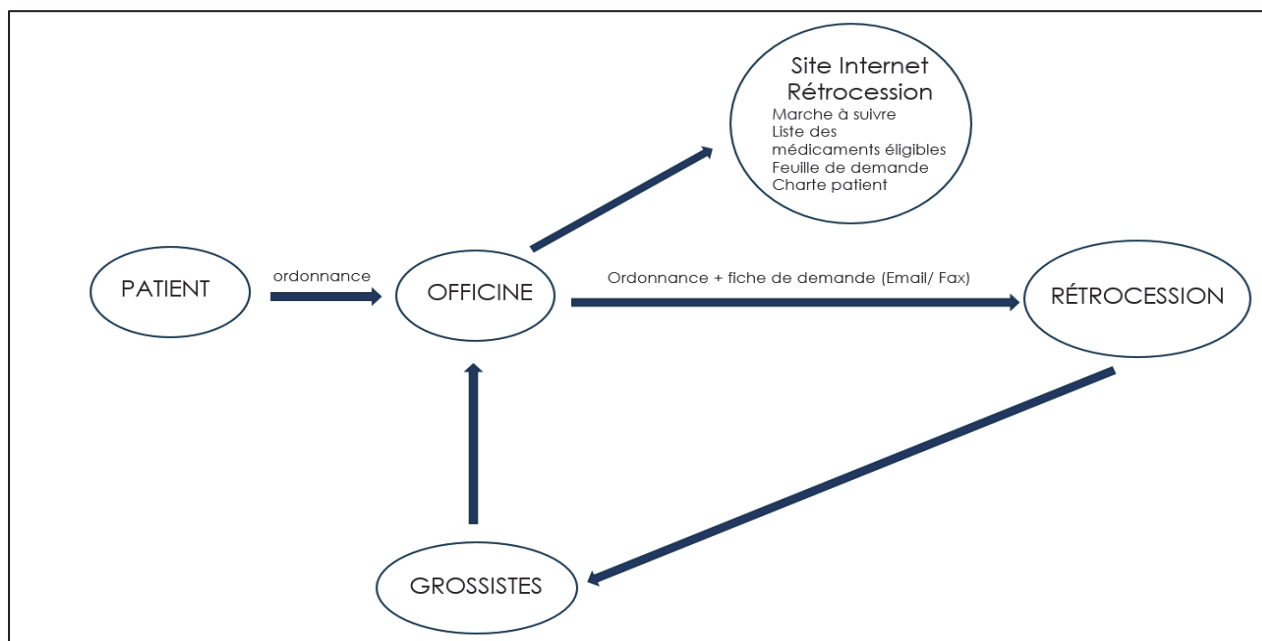 Site Internet
Rétrocession
Marche à suivre
Liste des
médicaments éligibles
Feuille de demande
Charte patient
PATIENT
ordonnance
OFFICINE
Ordonnance + fiche de demande (Email/ Fax)
RÉTROCESSION
GROSSISTES